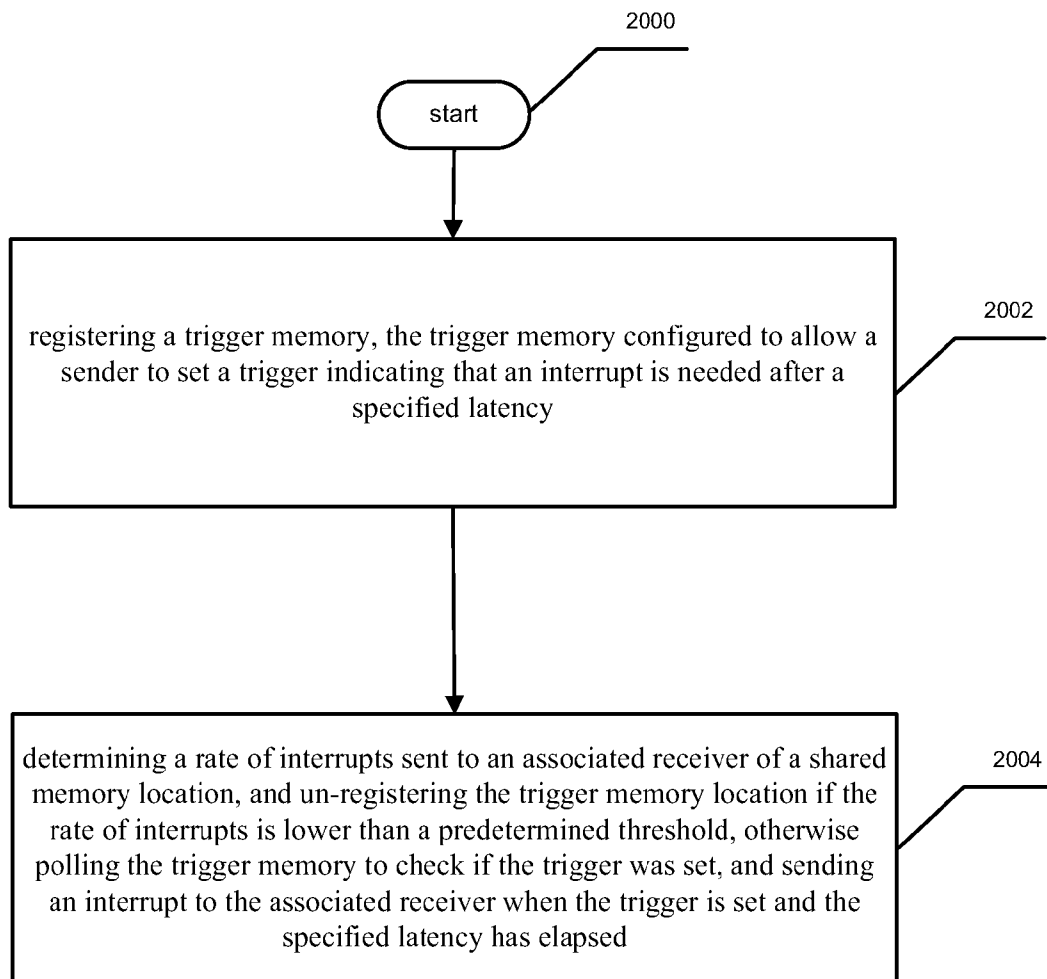 2000
start
2002
registering a trigger memory, the trigger memory configured to allow a
sender to set a trigger indicating that an interrupt is needed after a
specified latency
2004
determining a rate of interrupts sent to an associated receiver of a shared
memory location, and un-registering the trigger memory location if the
rate of interrupts is lower than a predetermined threshold, otherwise
polling the trigger memory to check if the trigger was set, and sending
an interrupt to the associated receiver when the trigger is set and the
specified latency has elapsed